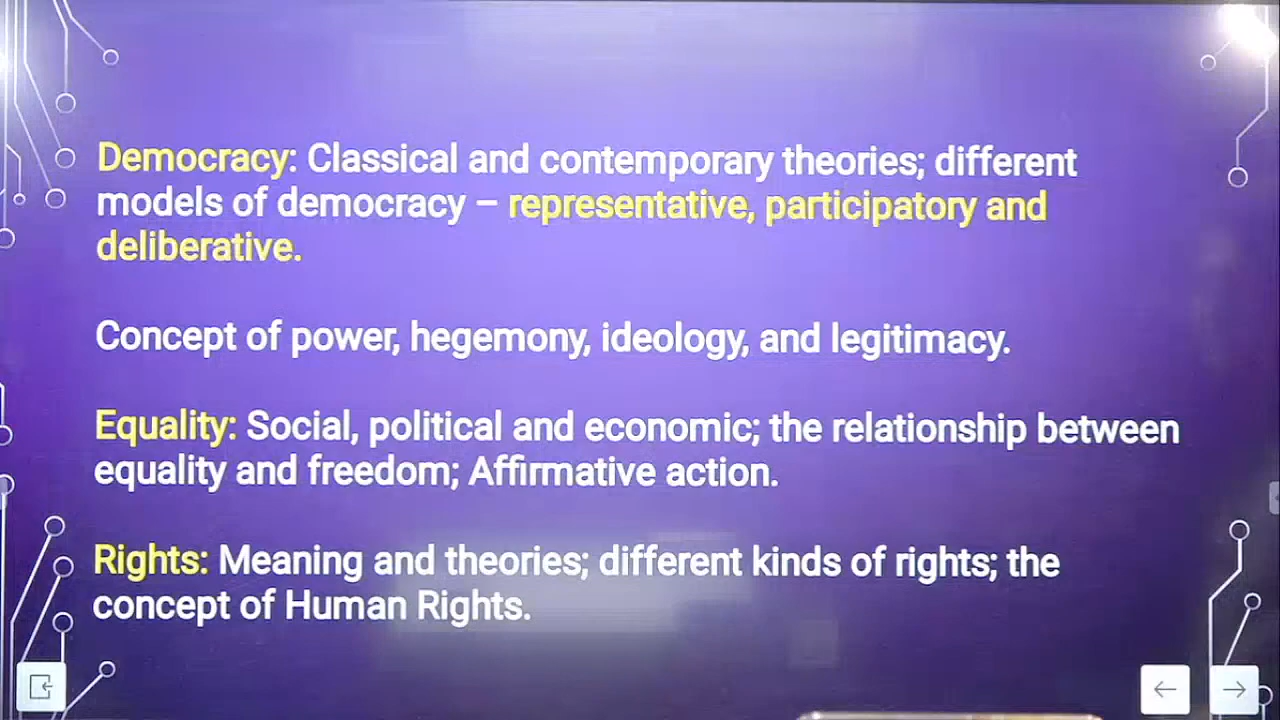 Democracy: Classical and contemporary theories; different
models of democracy – representative, participatory and
deliberative.
Concept of power, hegemony, ideology, and legitimacy.
Equality: Social, political and economic; the relationship between
equality and freedom; Affirmative action.
Rights: Meaning and theories; different kinds of rights; the
concept of Human Rights.